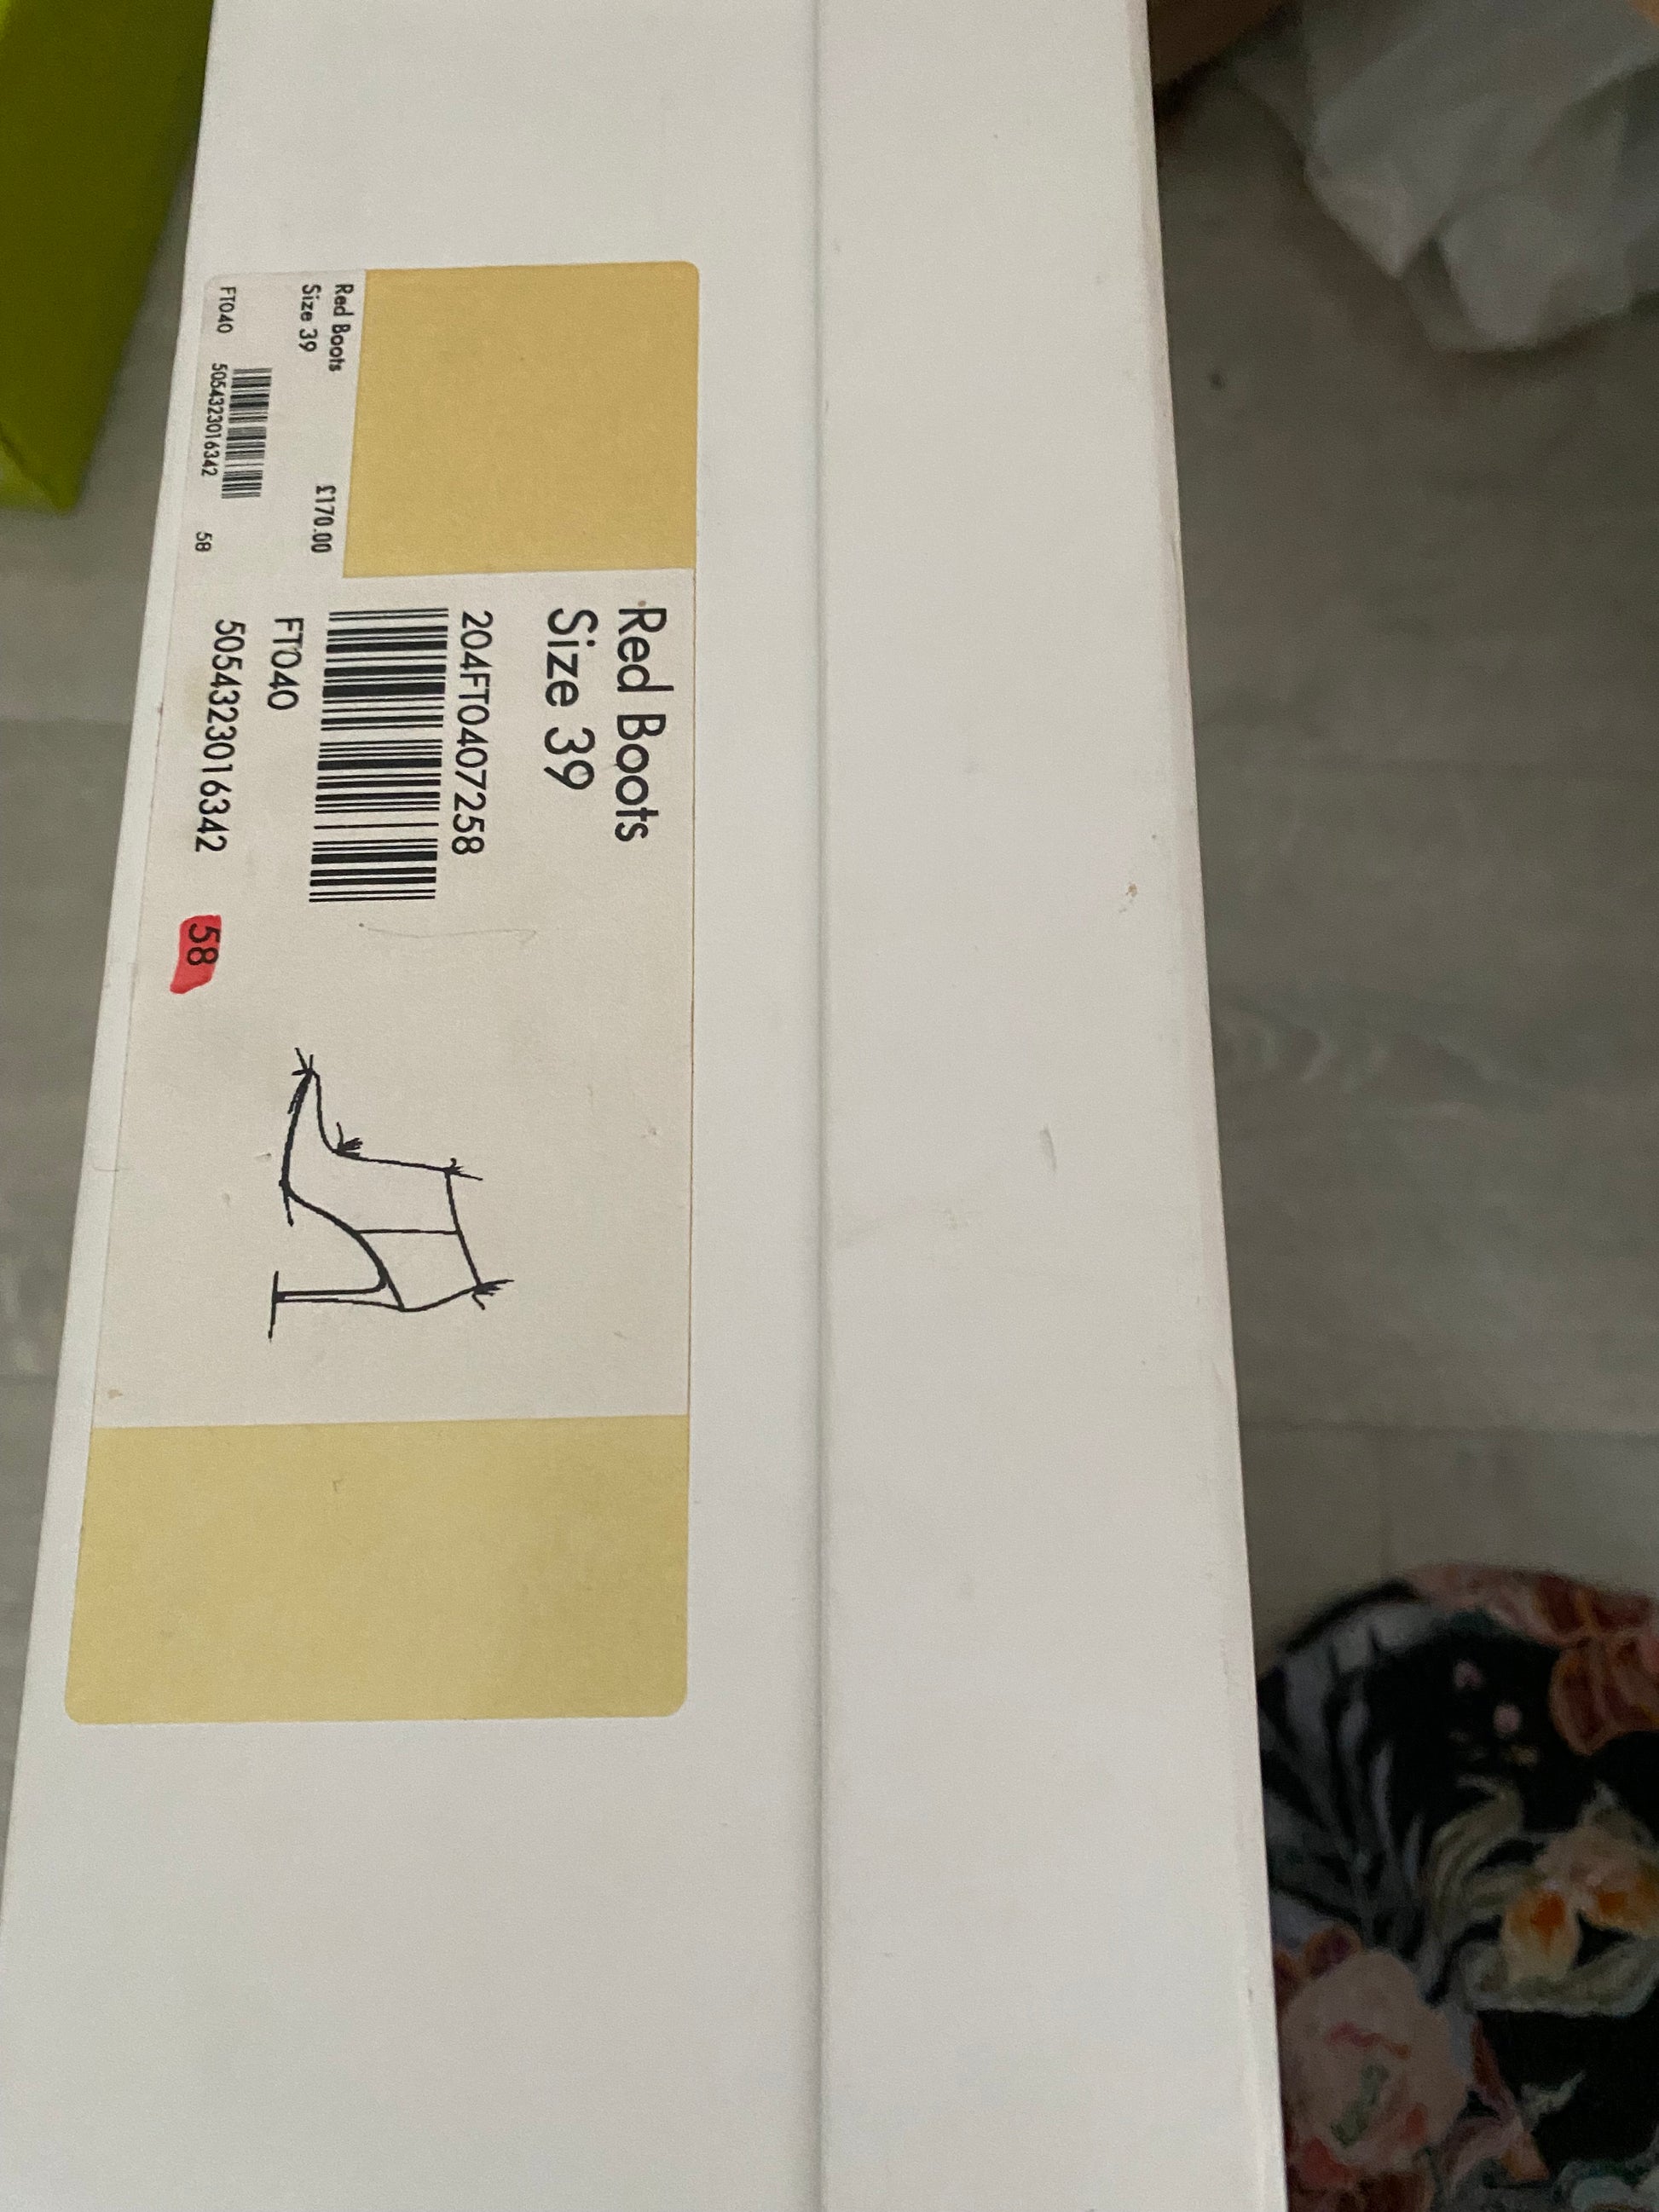 Red Boots
Size 39
204FT0407258
FT040
5054323016342
58
Red Boots
Size 39
£170.00
FT040
5054323016342
58